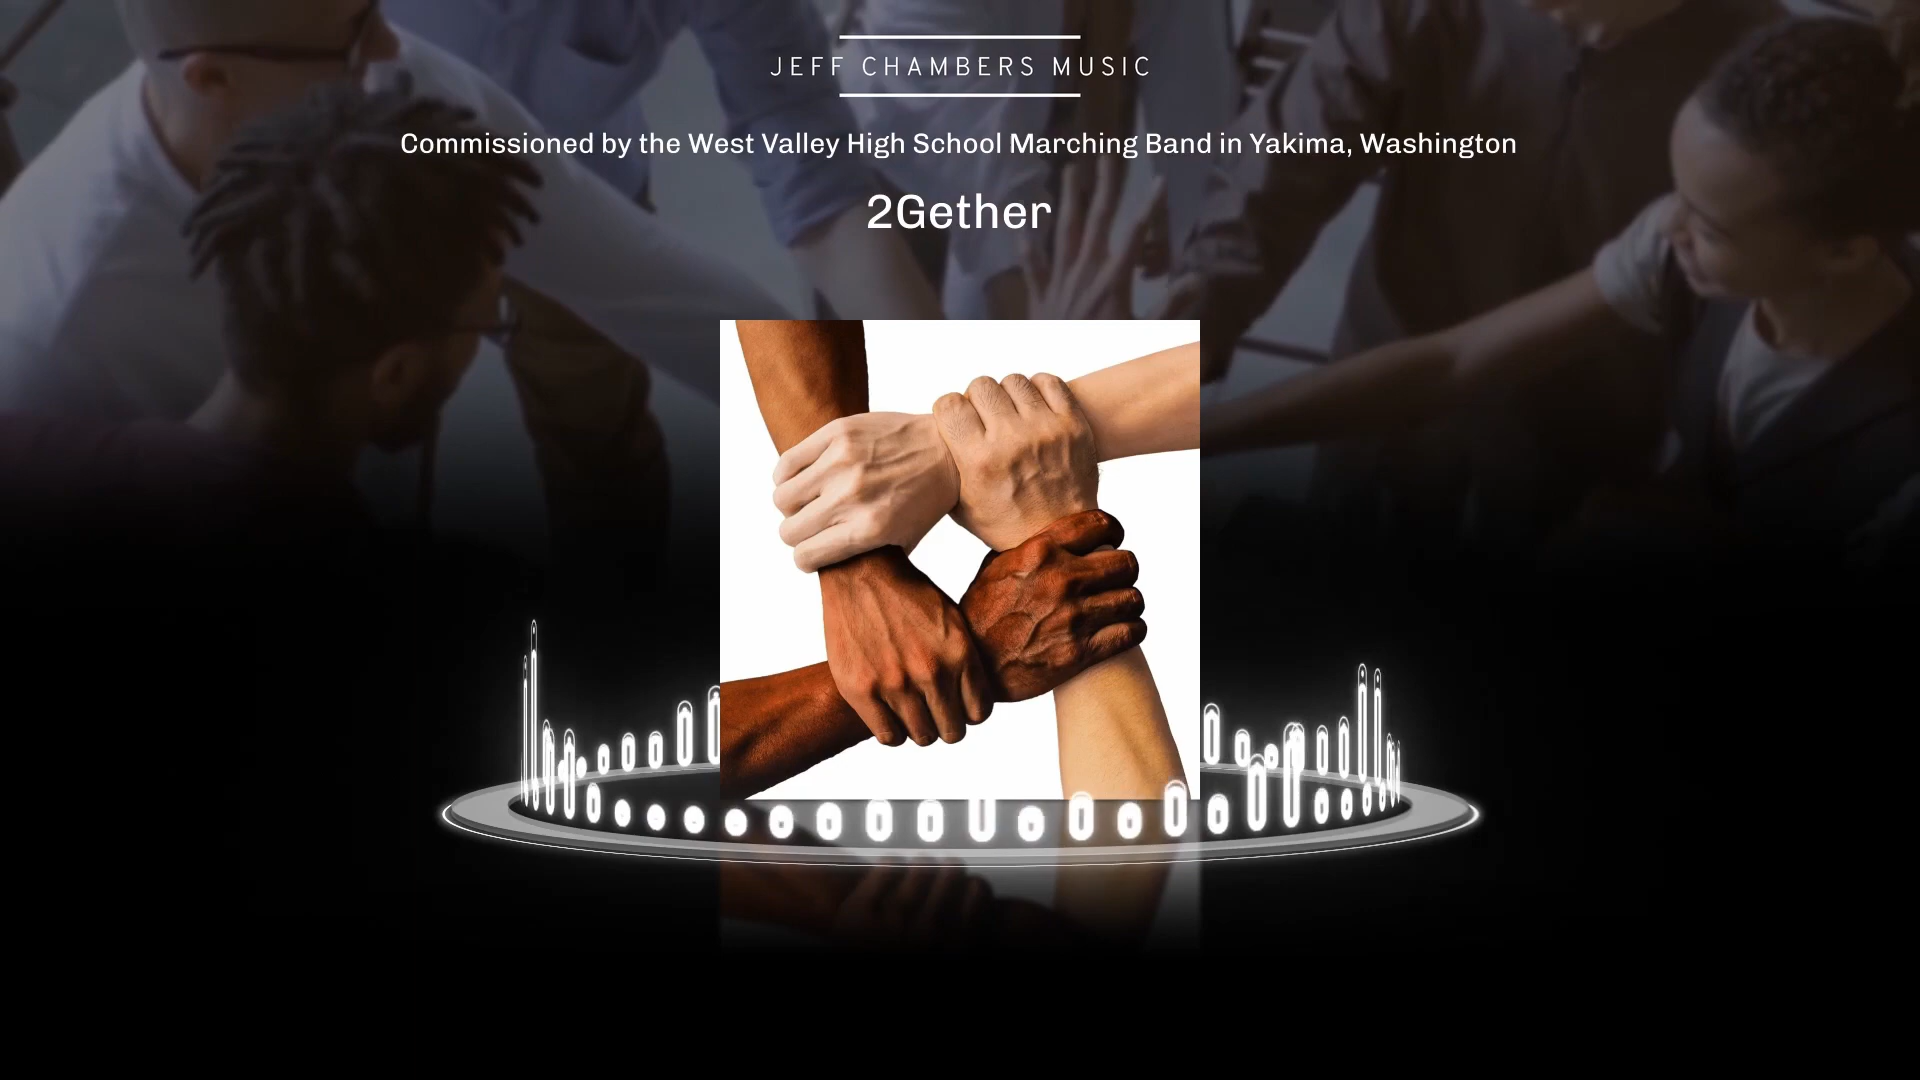 JEFF CHAMBERS MUSIC
Commissioned by the West Valley High School Marching Band in Yakima, Washington
2Gether